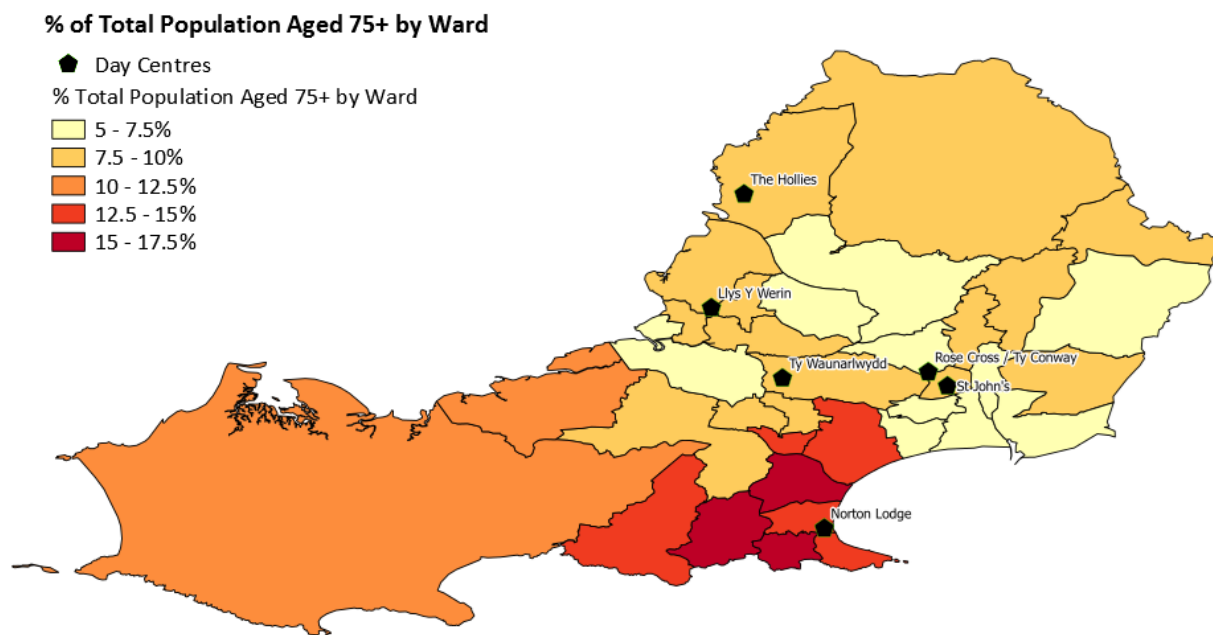 % of Total Population Aged 75+ by Ward
Day Centres
% Total Population Aged 75+ by Ward
5 - 7.5%
7.5 - 10%
10 - 12.5%
12.5 - 15%
15 - 17.5%
The Hollies
Llys Y Werin
Ty Waunarlwydd
Rose Cross / Ty Conway
St John's
Norton Lodge